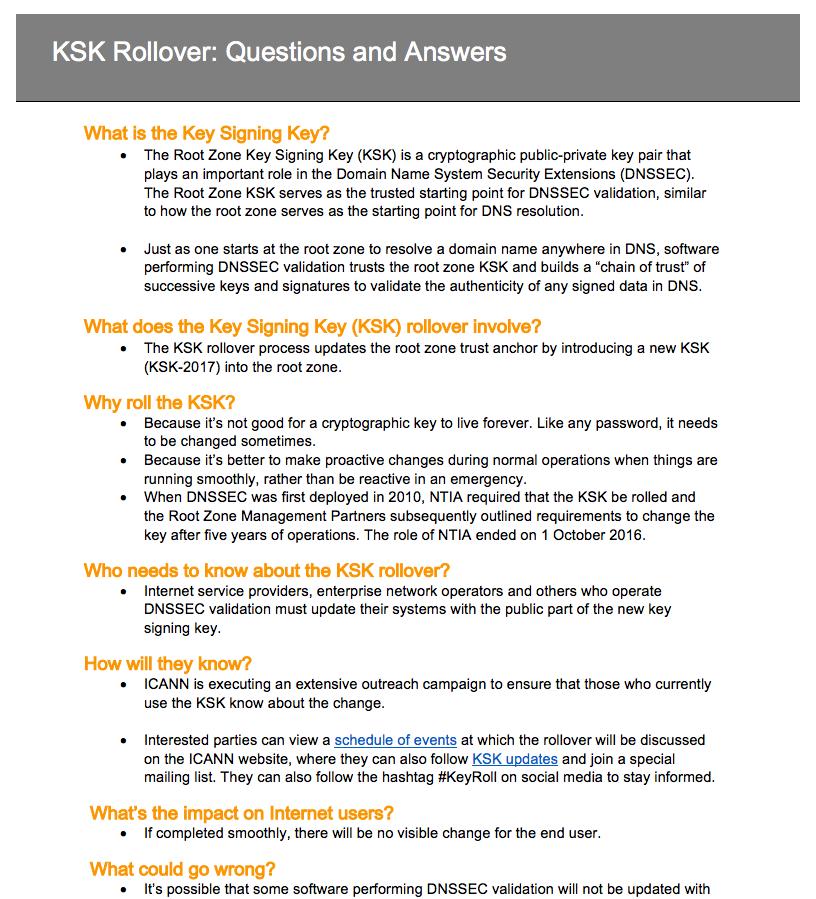 KSK Rollover: Questions and Answers
What is the Key Signing Key?
• The Root Zone Key Signing Key (KSK) is a cryptographic public-private key pair that
plays an important role in the Domain Name System Security Extensions (DNSSEC).
The Root Zone KSK serves as the trusted starting point for DNSSEC validation, similar
to how the root zone serves as the starting point for DNS resolution.
• Just as one starts at the root zone to resolve a domain name anywhere in DNS, software
performing DNSSEC validation trusts the root zone KSK and builds a “chain of trust” of
successive keys and signatures to validate the authenticity of any signed data in DNS.
What does the Key Signing Key (KSK) rollover involve?
• The KSK rollover process updates the root zone trust anchor by introducing a new KSK
(KSK-2017) into the root zone.
Why roll the KSK?
• Because it’s not good for a cryptographic key to live forever. Like any password, it needs
to be changed sometimes.
• Because it’s better to make proactive changes during normal operations when things are
running smoothly, rather than be reactive in an emergency.
• When DNSSEC was first deployed in 2010, NTIA required that the KSK be rolled and
the Root Zone Management Partners subsequently outlined requirements to change the
key after five years of operations. The role of NTIA ended on 1 October 2016.
Who needs to know about the KSK rollover?
• Internet service providers, enterprise network operators and others who operate
DNSSEC validation must update their systems with the public part of the new key
signing key.
How will they know?
• ICANN is executing an extensive outreach campaign to ensure that those who currently
use the KSK know about the change.
• Interested parties can view a schedule of events at which the rollover will be discussed
on the ICANN website, where they can also follow KSK updates and join a special
mailing list. They can also follow the hashtag #KeyRoll on social media to stay informed.
What’s the impact on Internet users?
• If completed smoothly, there will be no visible change for the end user.
What could go wrong?
• It’s possible that some software performing DNSSEC validation will not be updated with